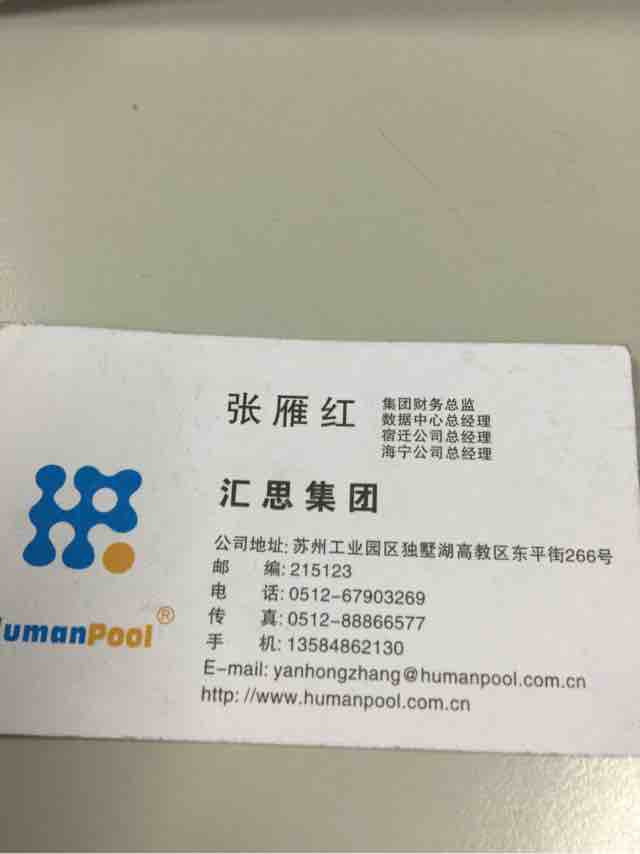 张雁红
集团财务总监
数据中心总经理
宿迁公司总经理
海宁公司总经理
汇思集团
公司地址: 苏州工业园区独墅湖高教区东平街266号
邮 编: 215123
电 话: 0512-67903269
传 真: 0512-88866577
手 机: 13584862130
E-mail: yanhongzhang@humanpool.com.cn
http: //www.humanpool.com.cn
umanPool®